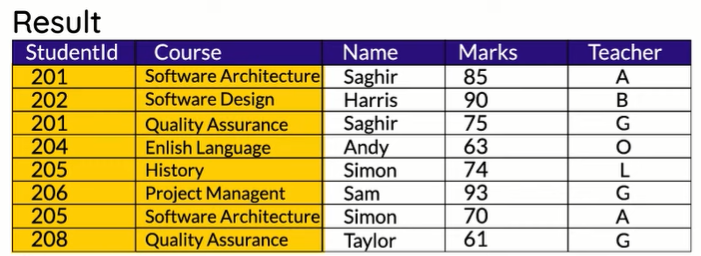 Result
StudentId Course Name Marks Teacher
201 Software Architecture Saghir 85 A
202 Software Design Harris 90 B
201 Quality Assurance Saghir 75 G
204 Enlish Language Andy 63 O
205 History Simon 74 L
206 Project Managent Sam 93 G
205 Software Architecture Simon 70 A
208 Quality Assurance Taylor 61 G